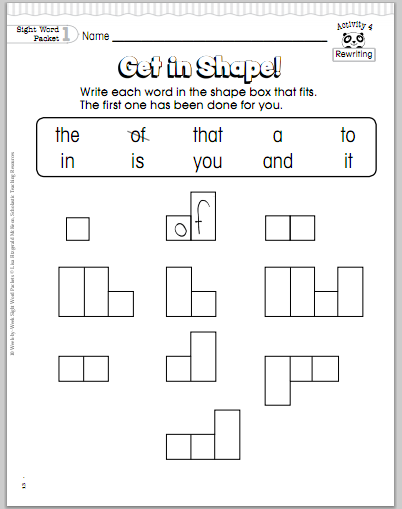 Sight Word
Packet 1
Name
Activity 4
Rewriting
Get in Shape!
Write each word in the shape box that fits.
The first one has been done for you.
the of that a to
in is you and it
of